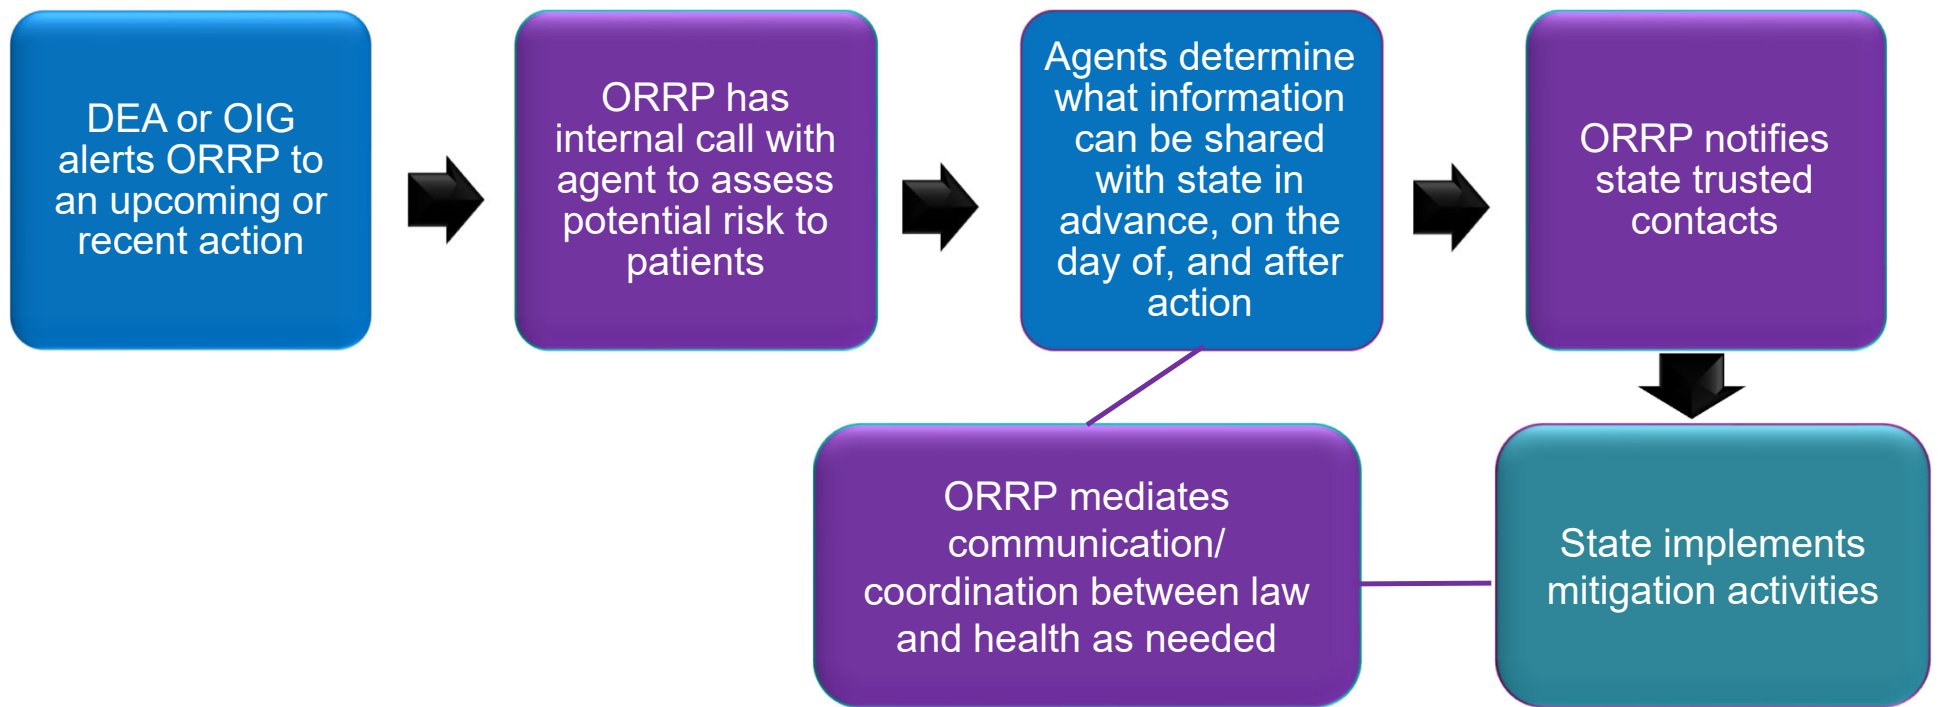 DEA or OIG
alerts ORRP to
an upcoming or
recent action
ORRP has
internal call with
agent to assess
potential risk to
patients
Agents determine
what information
can be shared
with state in
advance, on the
day of, and after
action
ORRP notifies
state trusted
contacts
ORRP mediates
communication/
coordination between law
and health as needed
State implements
mitigation activities